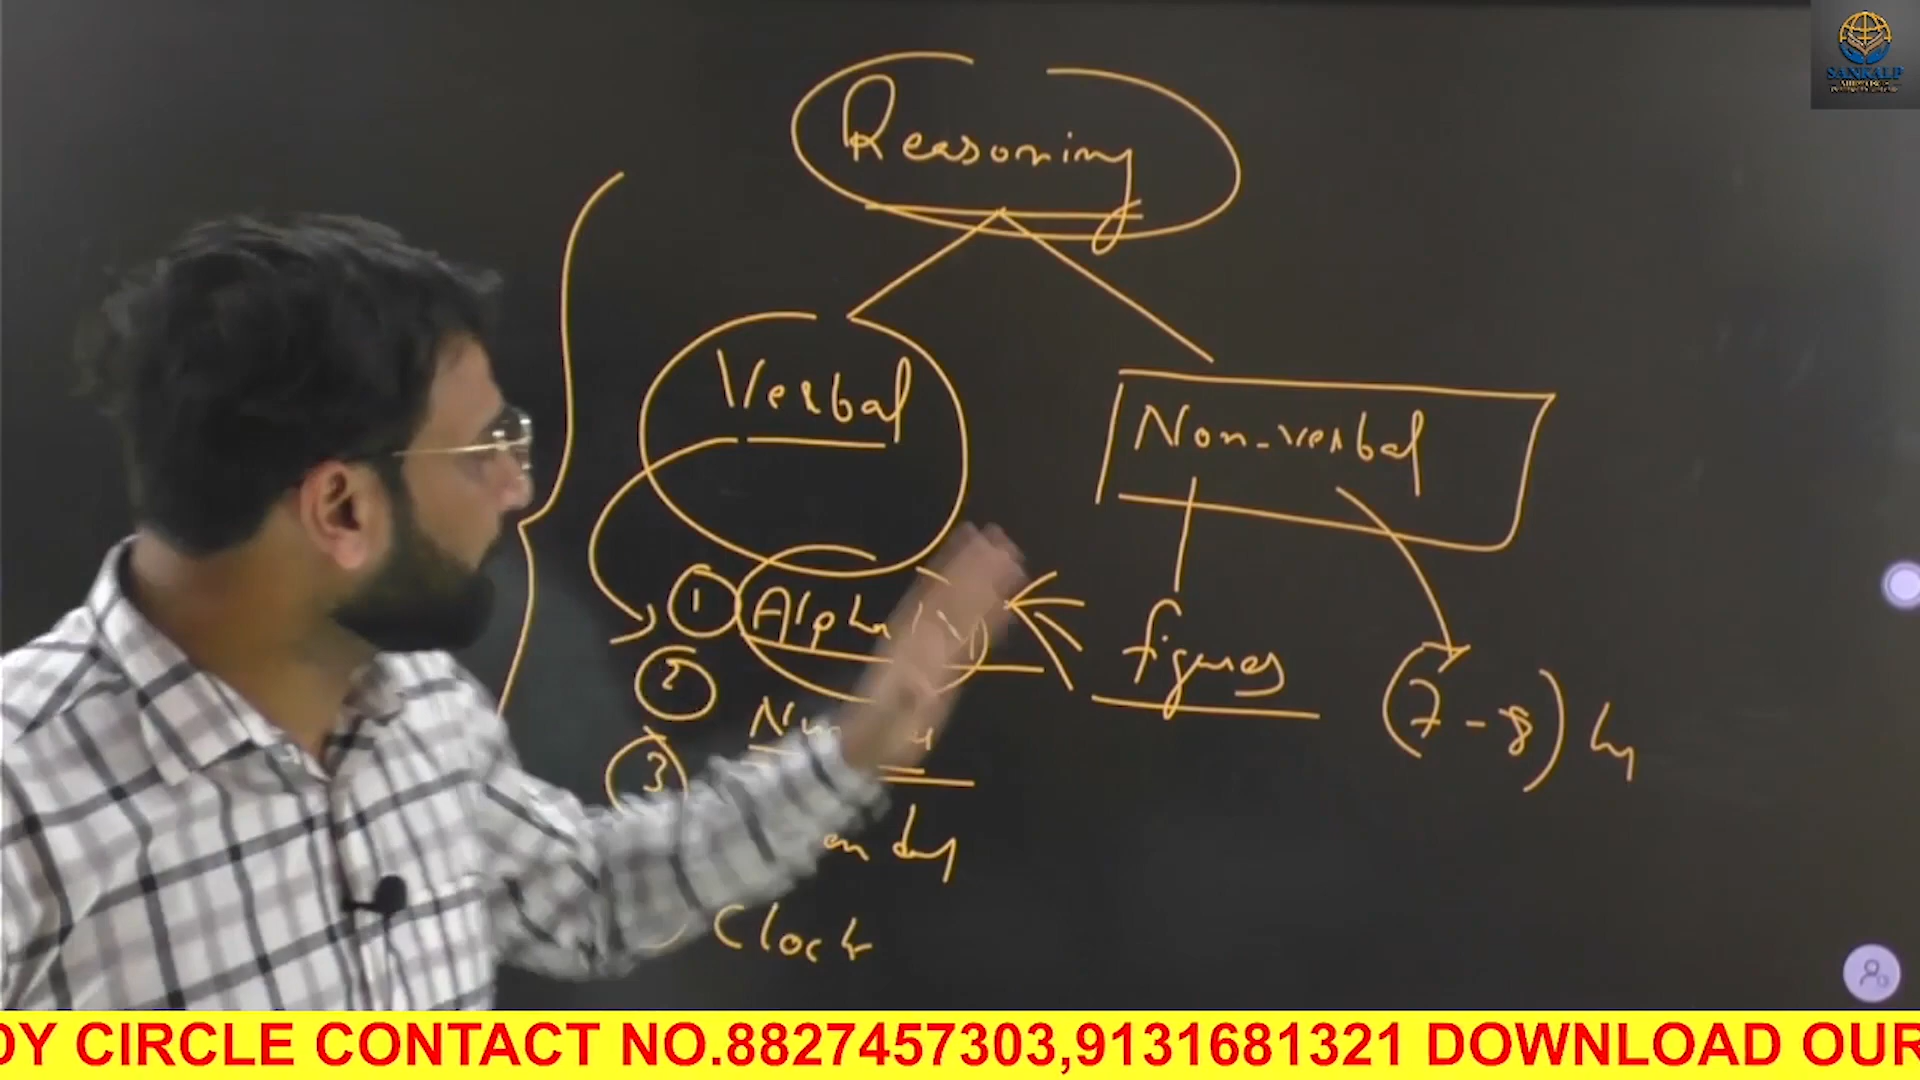 SANKALP
Reasoning
Verbal
Non-verbal
1 Alpha
figures
(7-8)
2
3
Clock
DY CIRCLE CONTACT NO.8827457303,9131681321 DOWNLOAD OUR